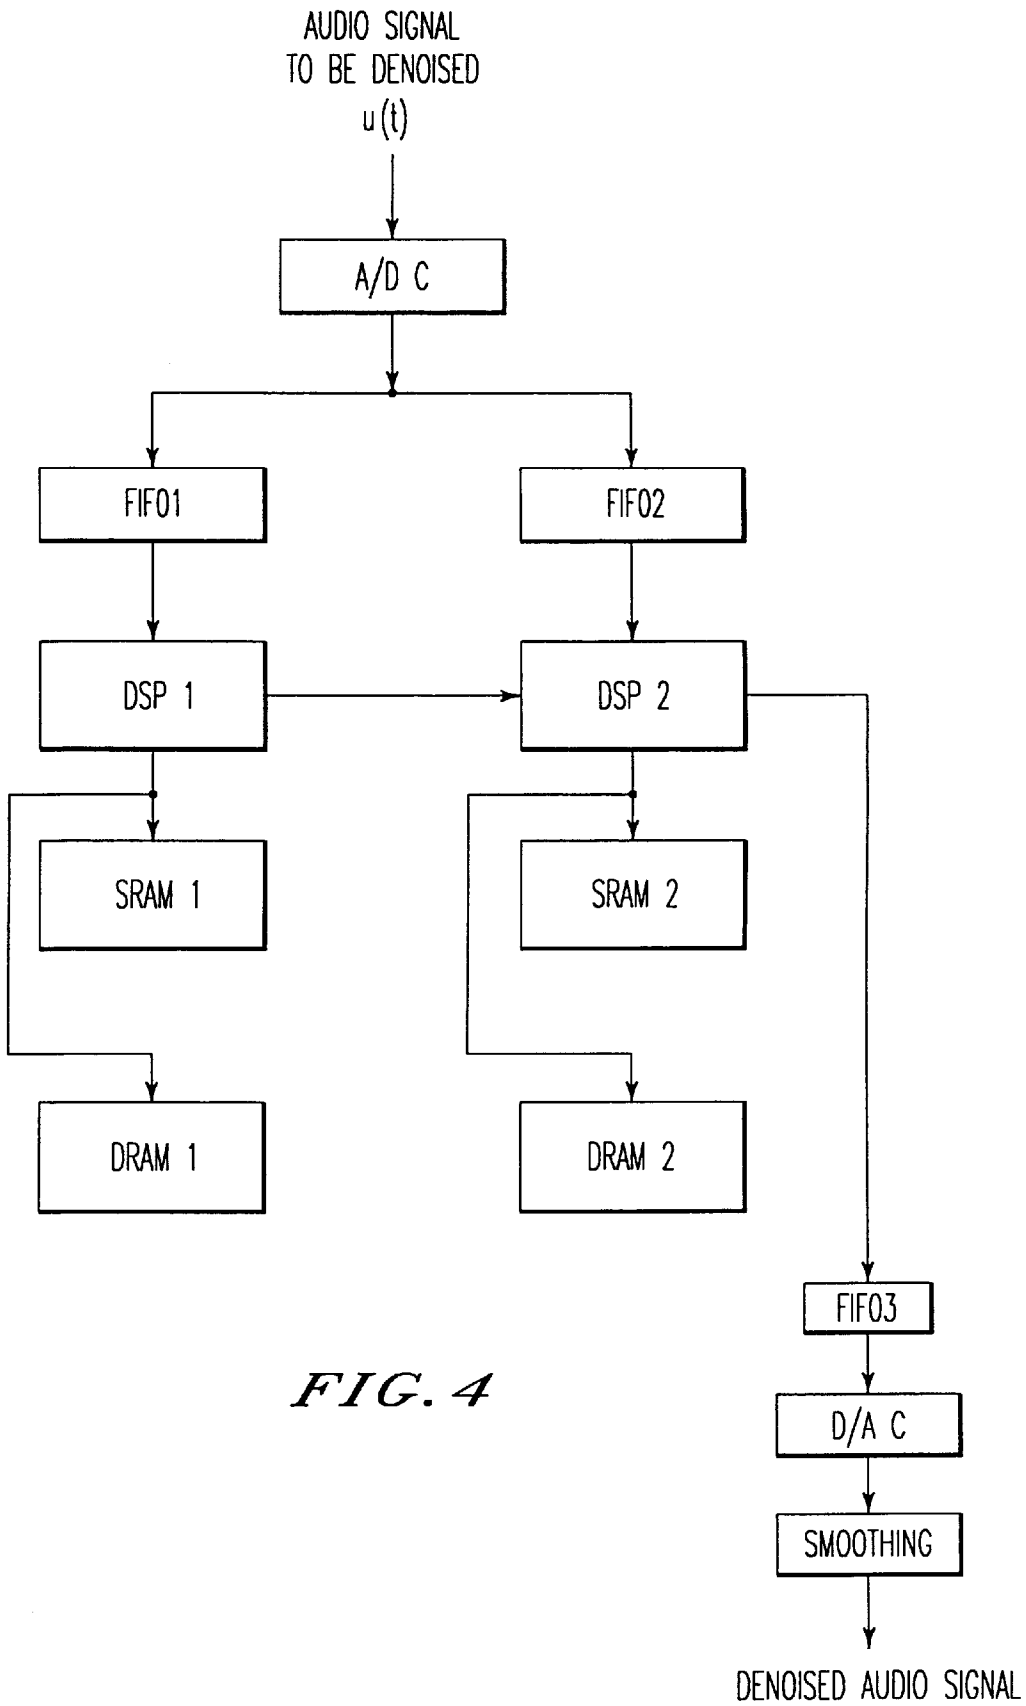 AUDIO SIGNAL
TO BE DENOISED
u(t)
A/D C
FIFO1
FIFO2
DSP 1
DSP 2
SRAM 1
SRAM 2
DRAM 1
DRAM 2
FIFO3
D/A C
SMOOTHING
DENOISED AUDIO SIGNAL
FIG. 4